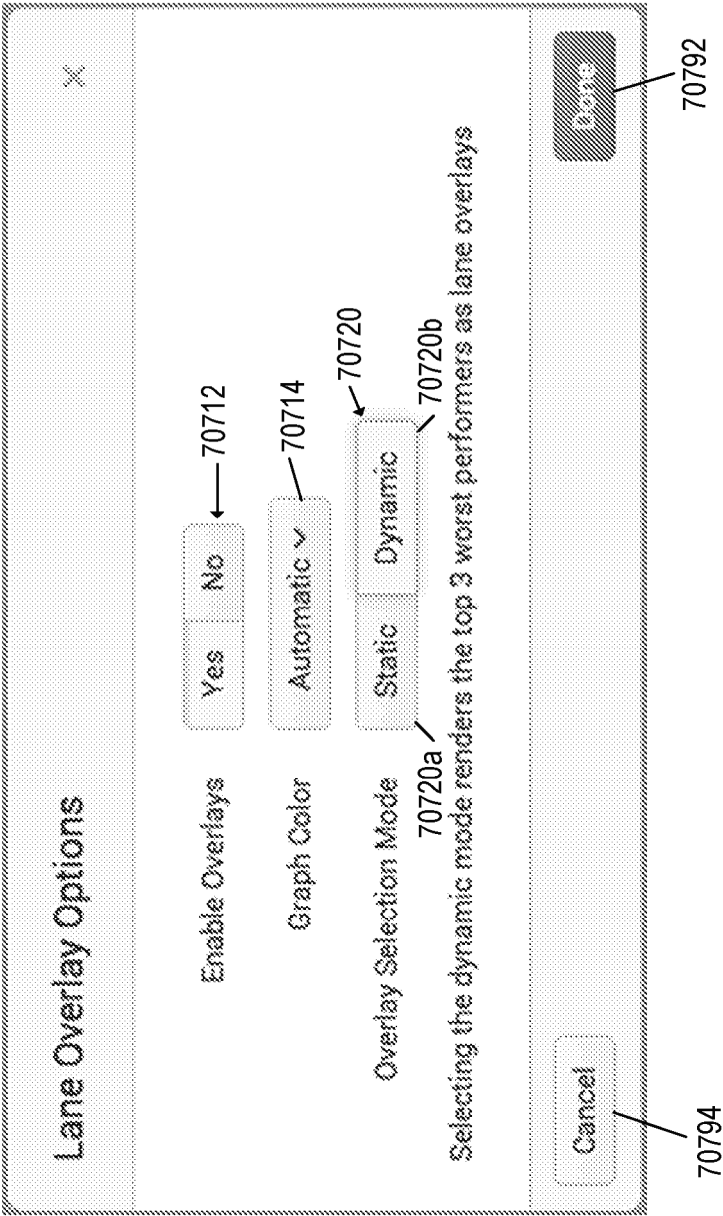 Lane Overlay Options ×
Enable Overlays Yes No 70712
Graph Color Automatic 70714
Overlay Selection Mode Static Dynamic 70720
70720a 70720b
Selecting the dynamic mode renders the top 3 worst performers as lane overlays
Cancel Done
70794 70792